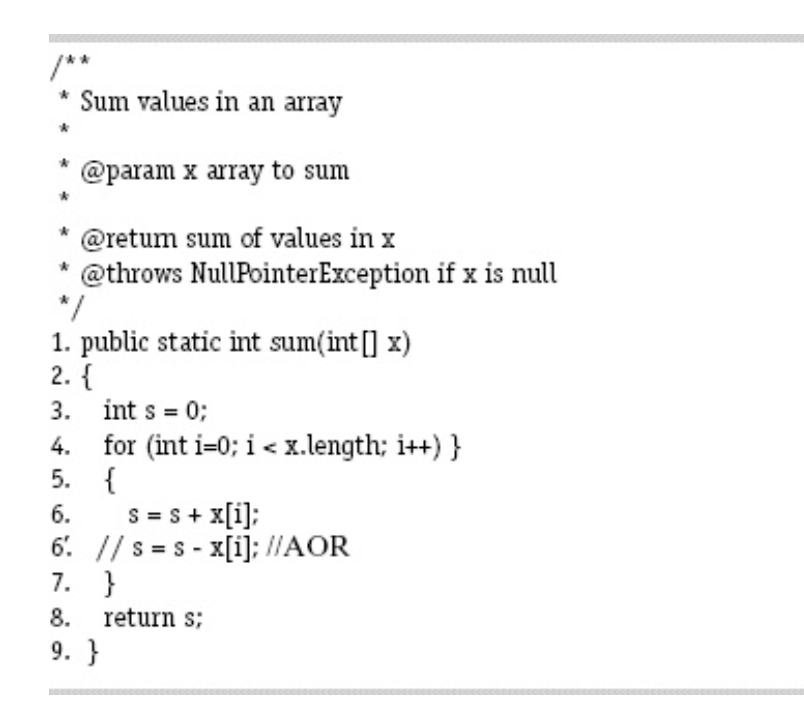 /**
 * Sum values in an array
 *
 * @param x array to sum
 *
 * @return sum of values in x
 * @throws NullPointerException if x is null
 */
1. public static int sum(int[] x)
2. {
3.   int s = 0;
4.   for (int i=0; i < x.length; i++) }
5.   {
6.     s = s + x[i];
6'.  // s = s - x[i]; //AOR
7.   }
8.   return s;
9. }